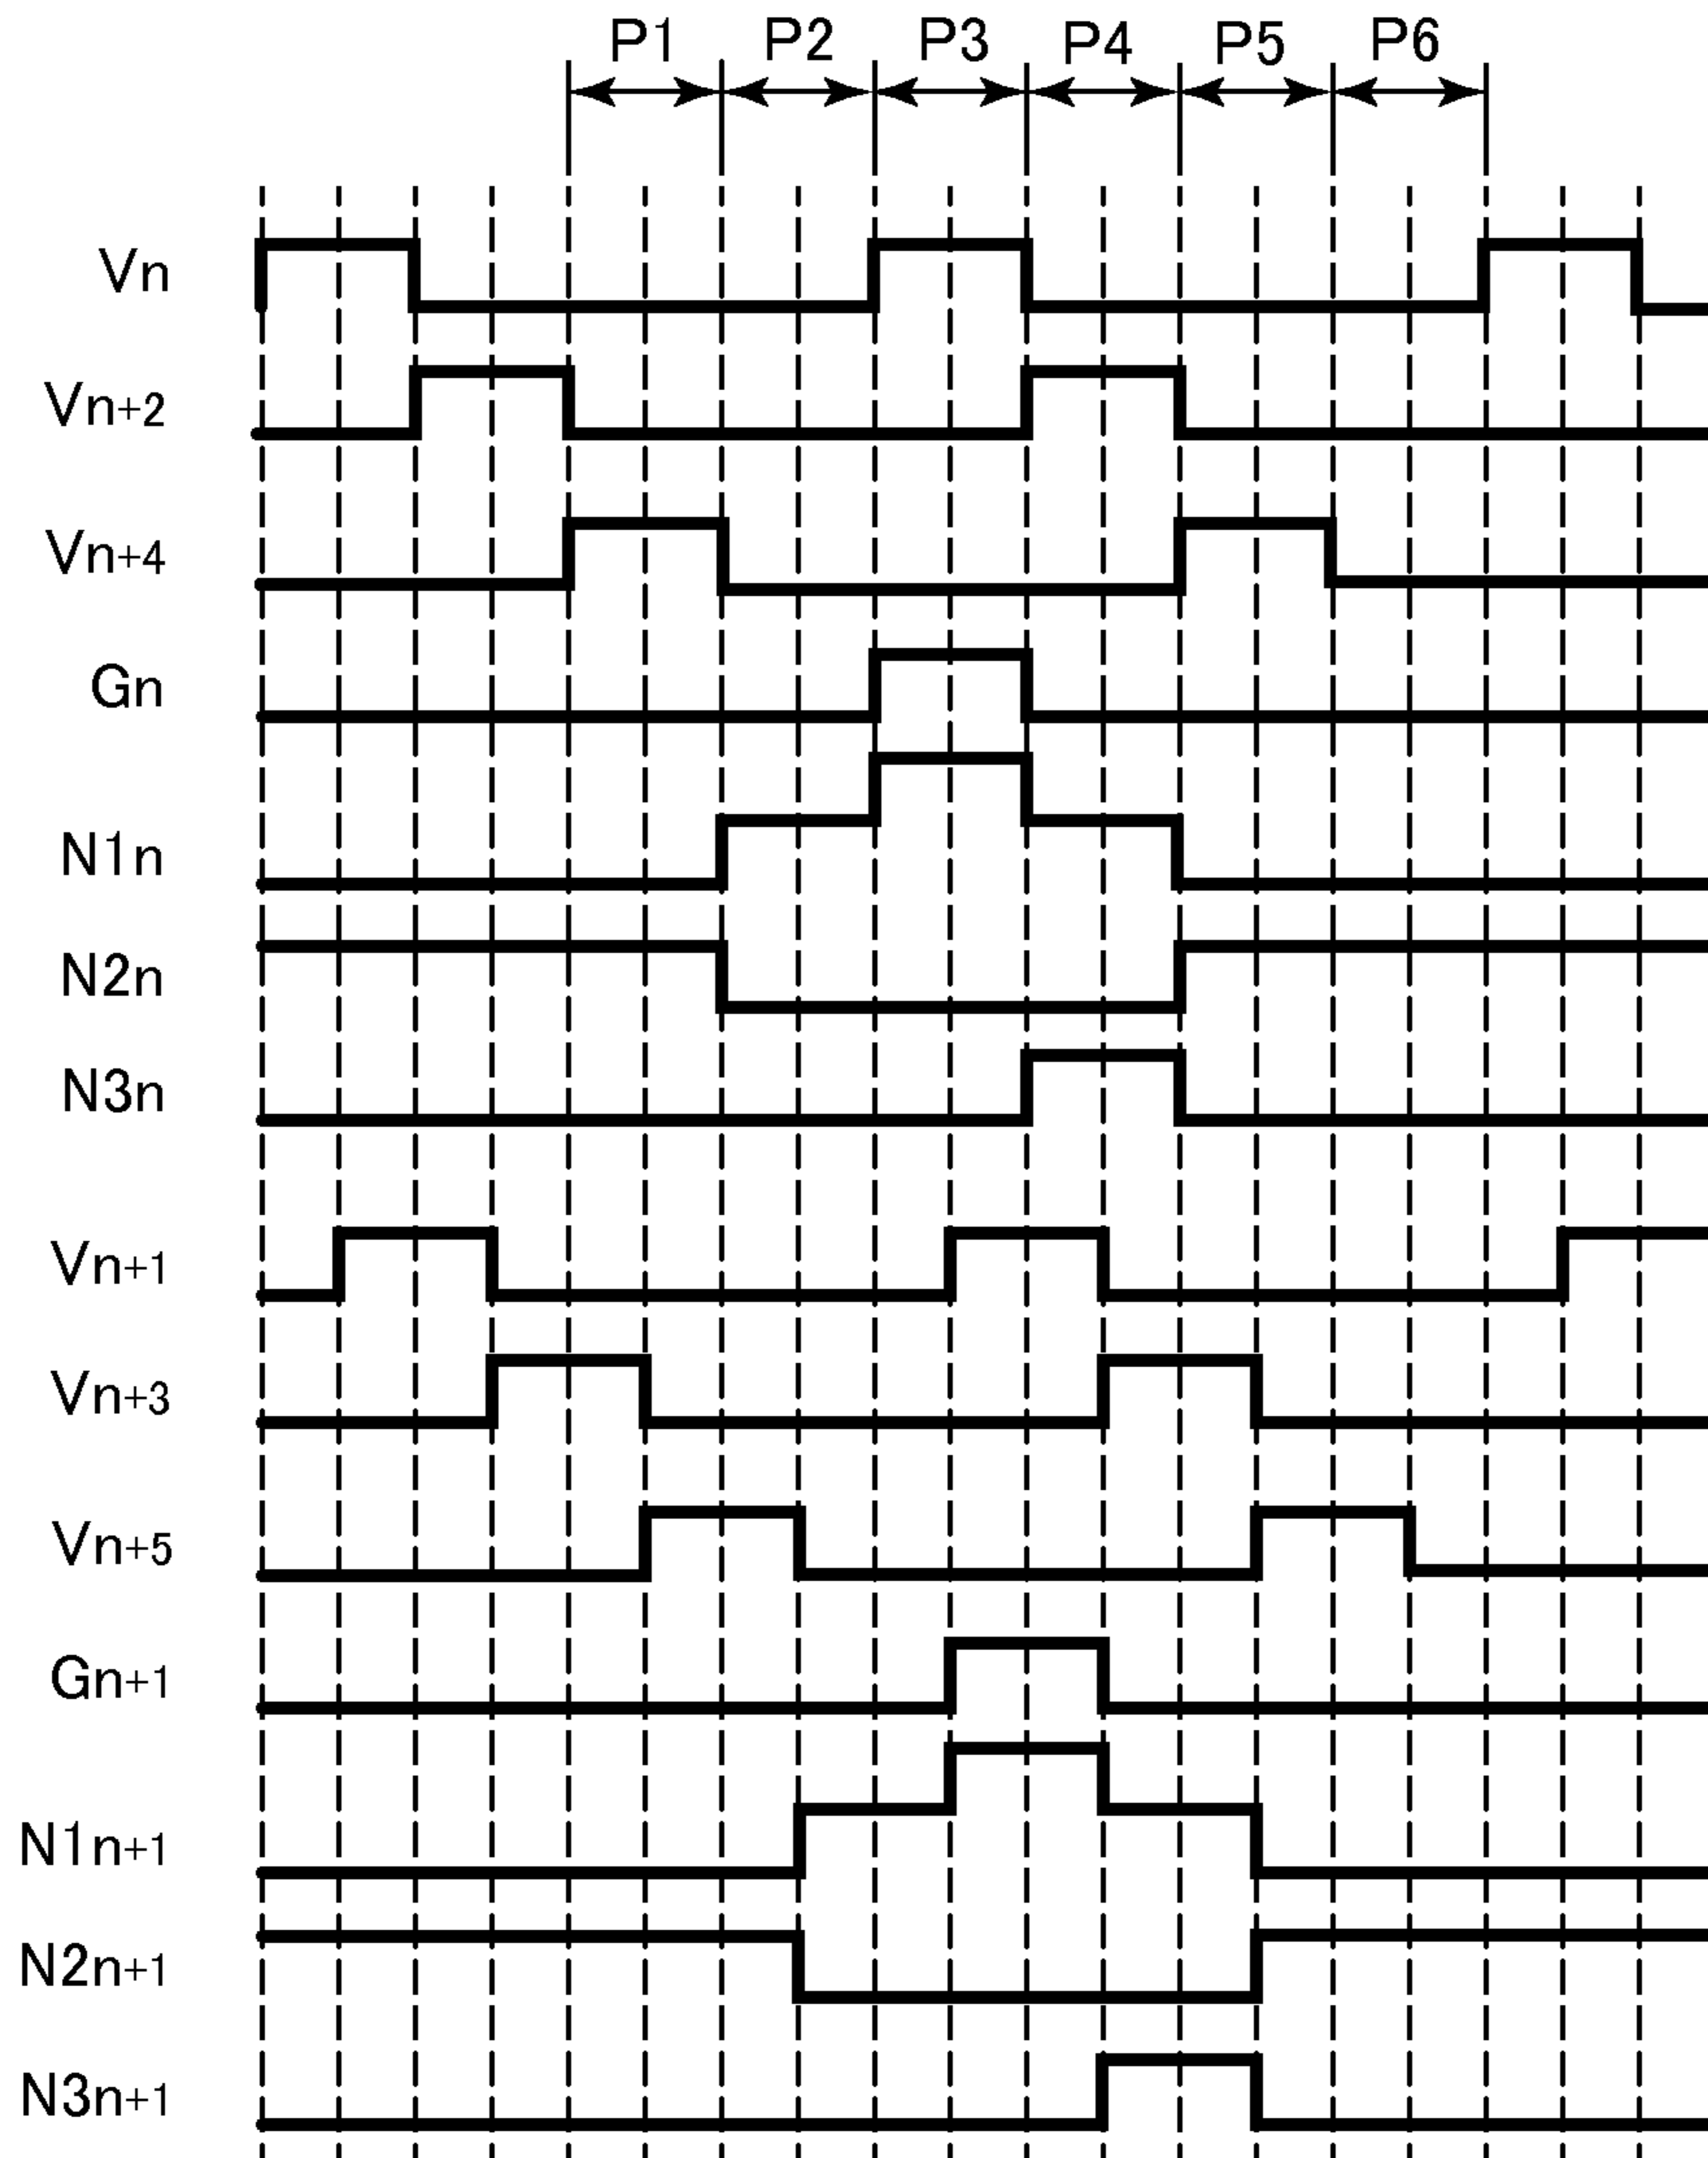 P1 P2 P3 P4 P5 P6
Vn
Vn+2
Vn+4
Gn
N1n
N2n
N3n
Vn+1
Vn+3
Vn+5
Gn+1
N1n+1
N2n+1
N3n+1